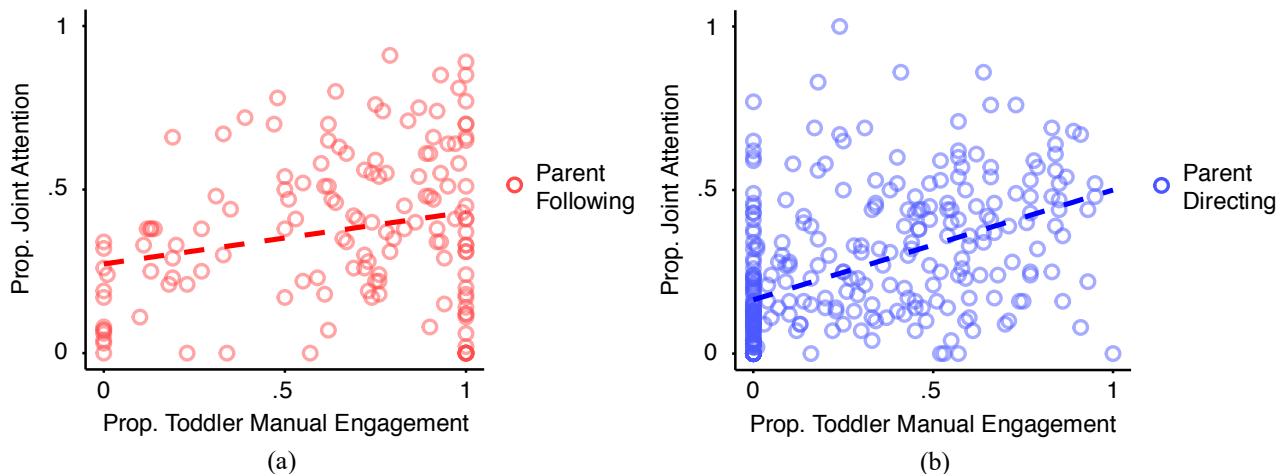 1
.5
0
Prop. Joint Attention
0
.5
1
Prop. Toddler Manual Engagement
Parent
Following
(a)
1
.5
0
Prop. Joint Attention
0
.5
1
Prop. Toddler Manual Engagement
Parent
Directing
(b)